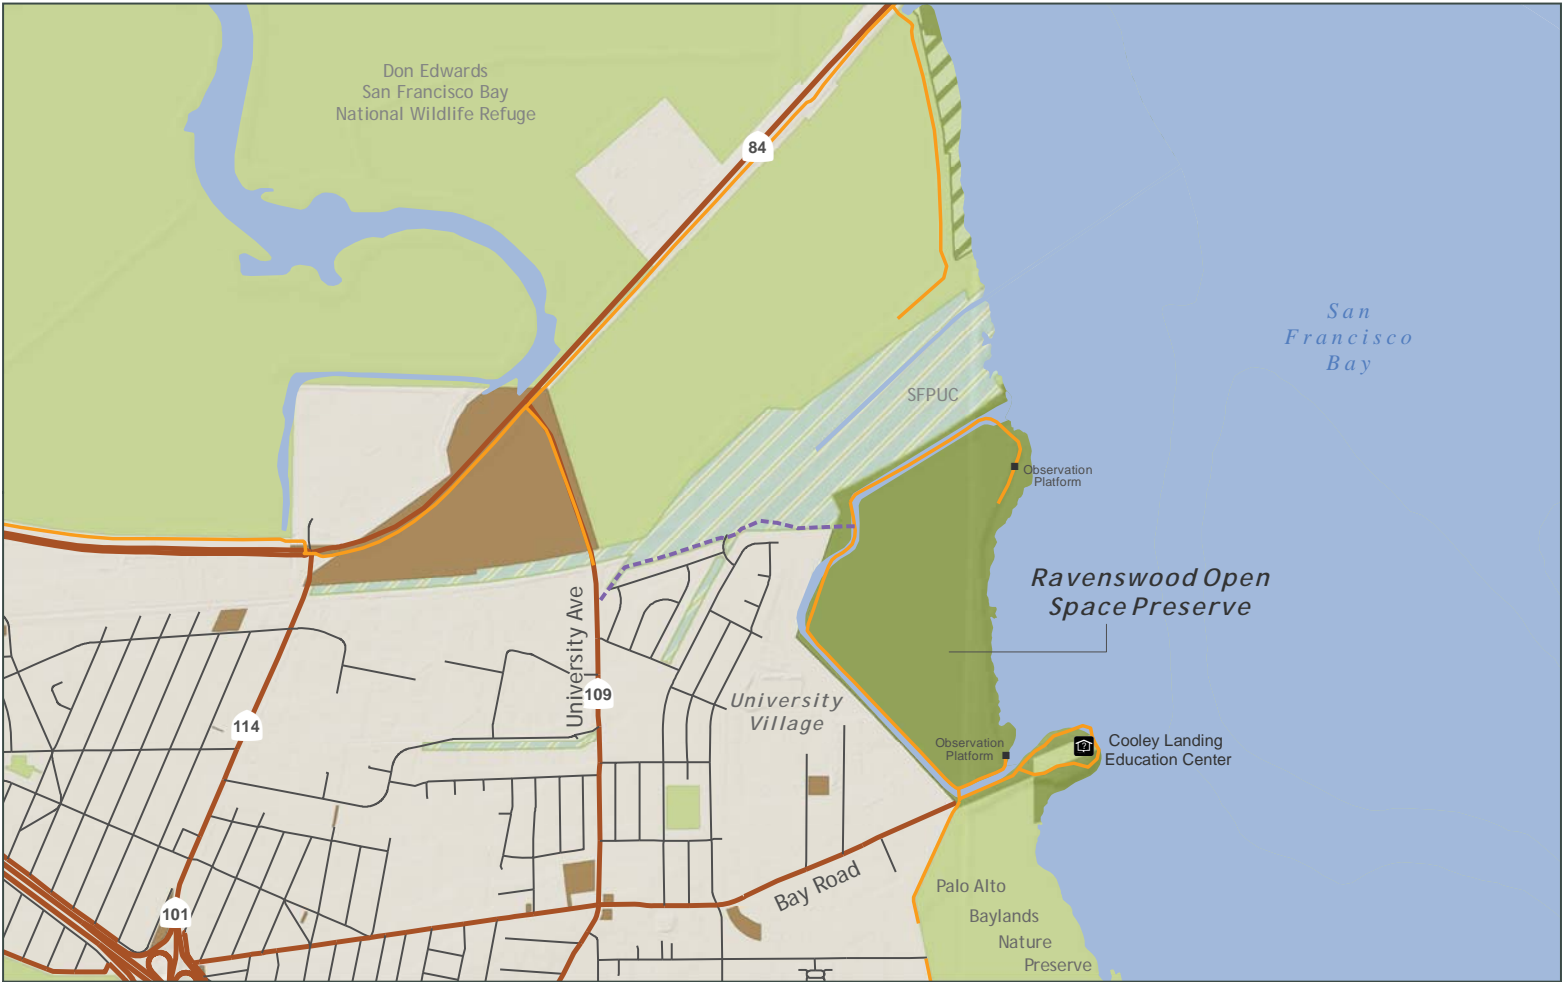 Don Edwards
San Francisco Bay
National Wildlife Refuge
84
San
Francisco
Bay
SFPUC
Observation
Platform
Ravenswood Open
Space Preserve
University Ave
109
114
University
Village
Observation
Platform
Cooley Landing
Education Center
Bay Road
101
Palo Alto
Baylands
Nature
Preserve